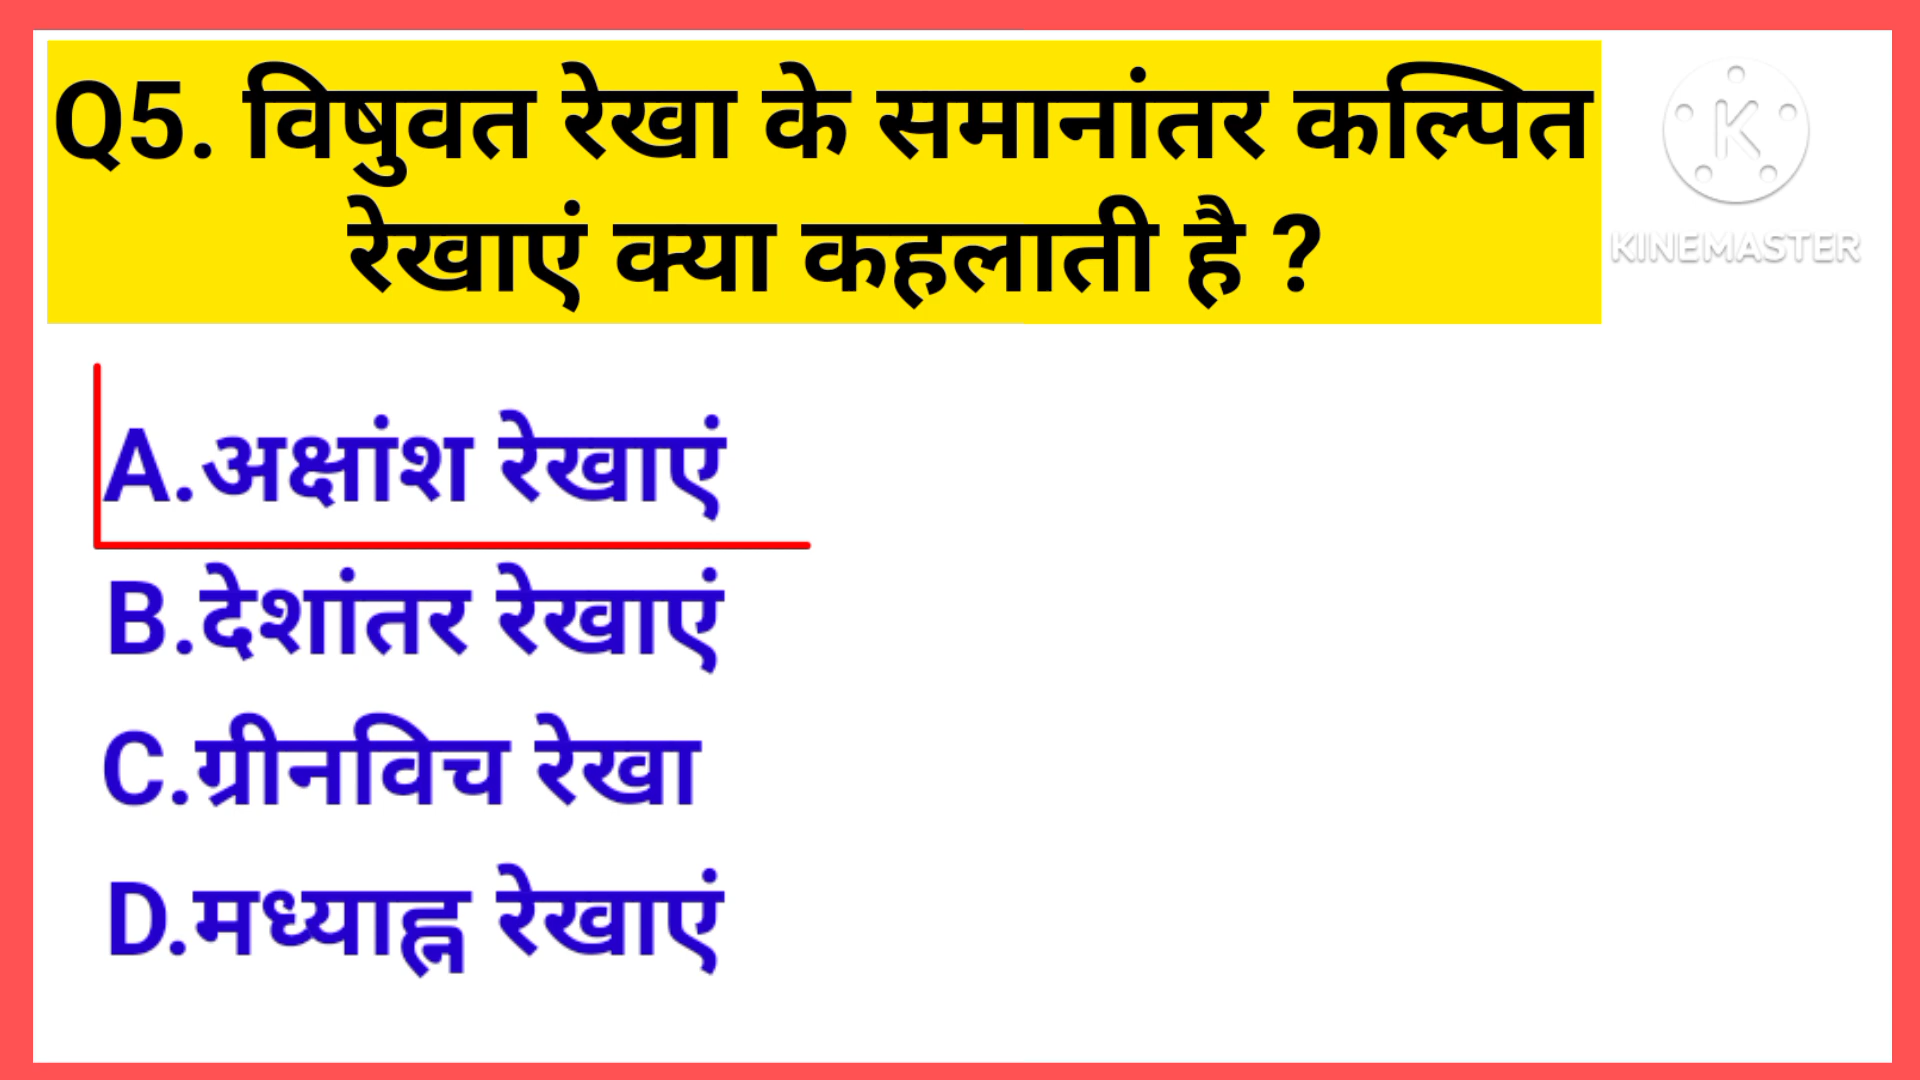 Q5. विषुवत रेखा के समानांतर कल्पित
रेखाएं क्या कहलाती है ?
K
KINEMASTER
A.अक्षांश रेखाएं
B.देशांतर रेखाएं
C.ग्रीनविच रेखा
D.मध्याह्न रेखाएं